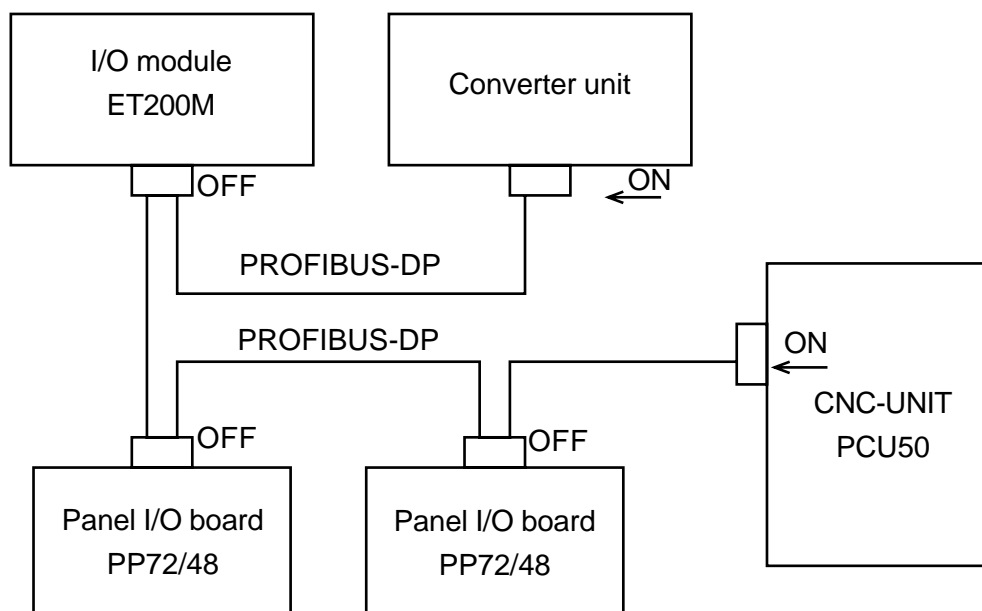 I/O module
ET200M
OFF
Converter unit
ON
PROFIBUS-DP
PROFIBUS-DP
ON
CNC-UNIT
PCU50
OFF
Panel I/O board
PP72/48
OFF
Panel I/O board
PP72/48